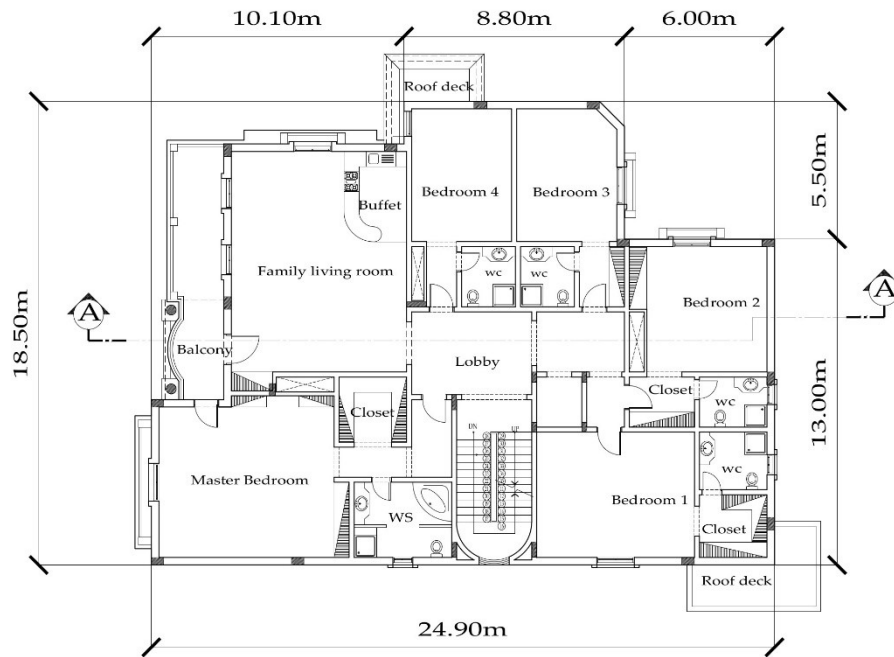 10.10m
8.80m
6.00m
Roof deck
Bedroom 4
Bedroom 3
5.50m
Buffet
Family living room
wc
wc
Bedroom 2
A
A
18.50m
Balcony
Lobby
Closet
wc
Closet
DN
UP
13.00m
Master Bedroom
wc
WS
Bedroom 1
Closet
Roof deck
24.90m